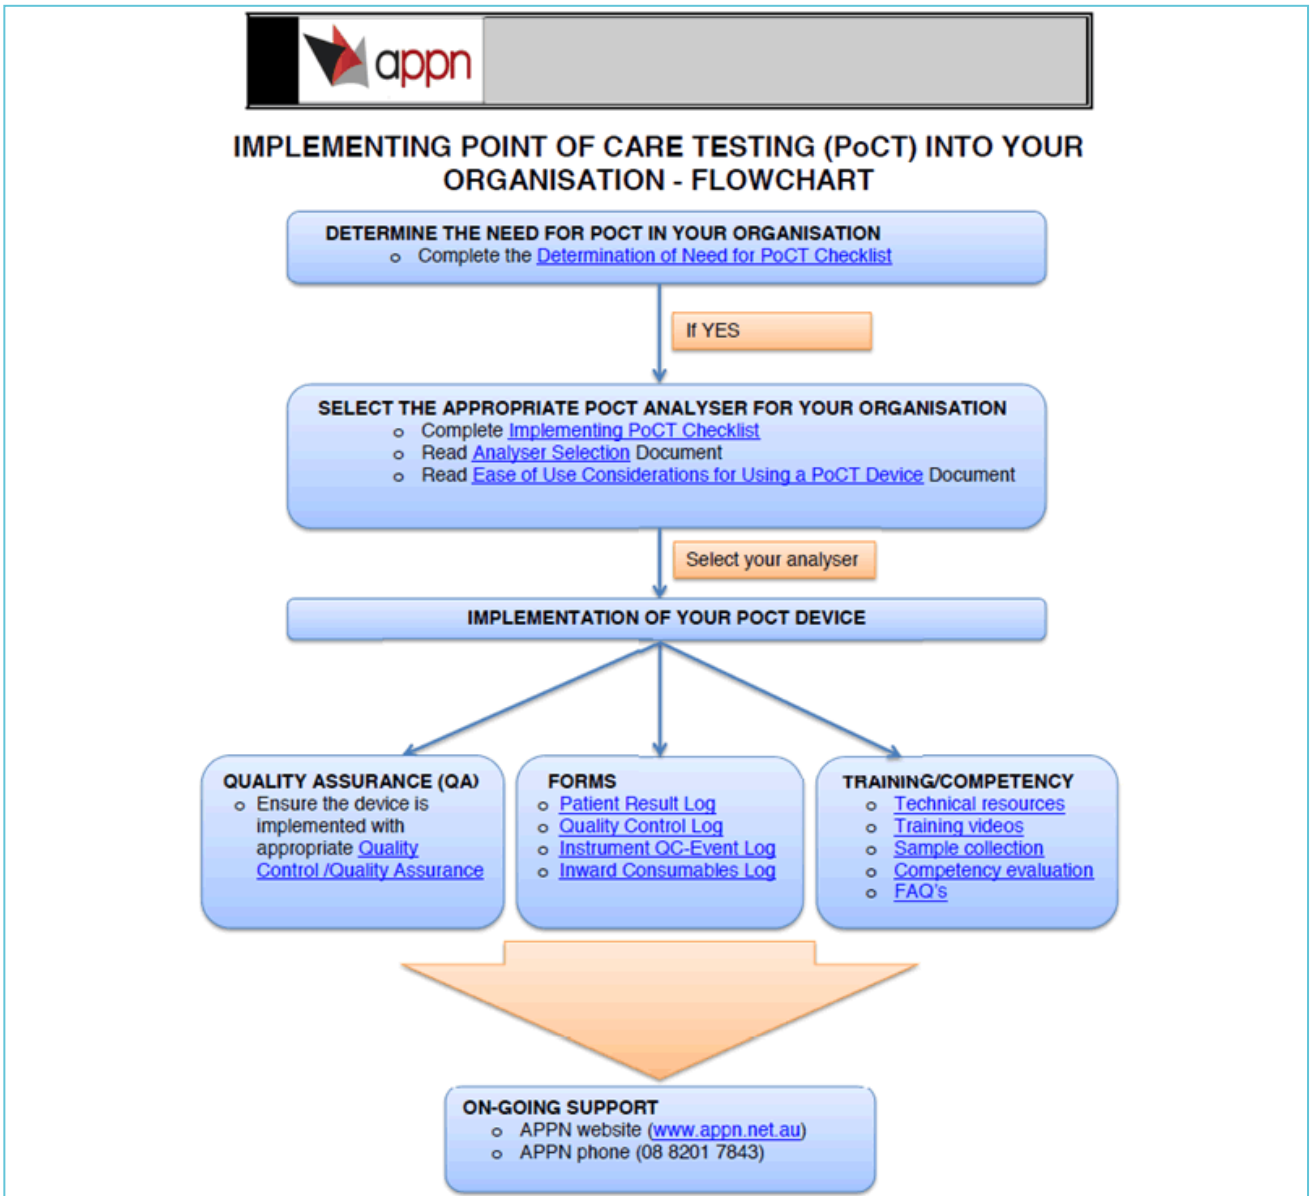 appn
IMPLEMENTING POINT OF CARE TESTING (PoCT) INTO YOUR
ORGANISATION - FLOWCHART
DETERMINE THE NEED FOR POCT IN YOUR ORGANISATION
o Complete the Determination of Need for PoCT Checklist
If YES
SELECT THE APPROPRIATE POCT ANALYSER FOR YOUR ORGANISATION
o Complete Implementing PoCT Checklist
o Read Analyser Selection Document
o Read Ease of Use Considerations for Using a PoCT Device Document
Select your analyser
IMPLEMENTATION OF YOUR POCT DEVICE
QUALITY ASSURANCE (QA)
o Ensure the device is
implemented with
appropriate Quality
Control /Quality Assurance
FORMS
o Patient Result Log
o Quality Control Log
o Instrument QC-Event Log
o Inward Consumables Log
TRAINING/COMPETENCY
o Technical resources
o Training videos
o Sample collection
o Competency evaluation
o FAQ's
ON-GOING SUPPORT
o APPN website (www.appn.net.au)
o APPN phone (08 8201 7843)